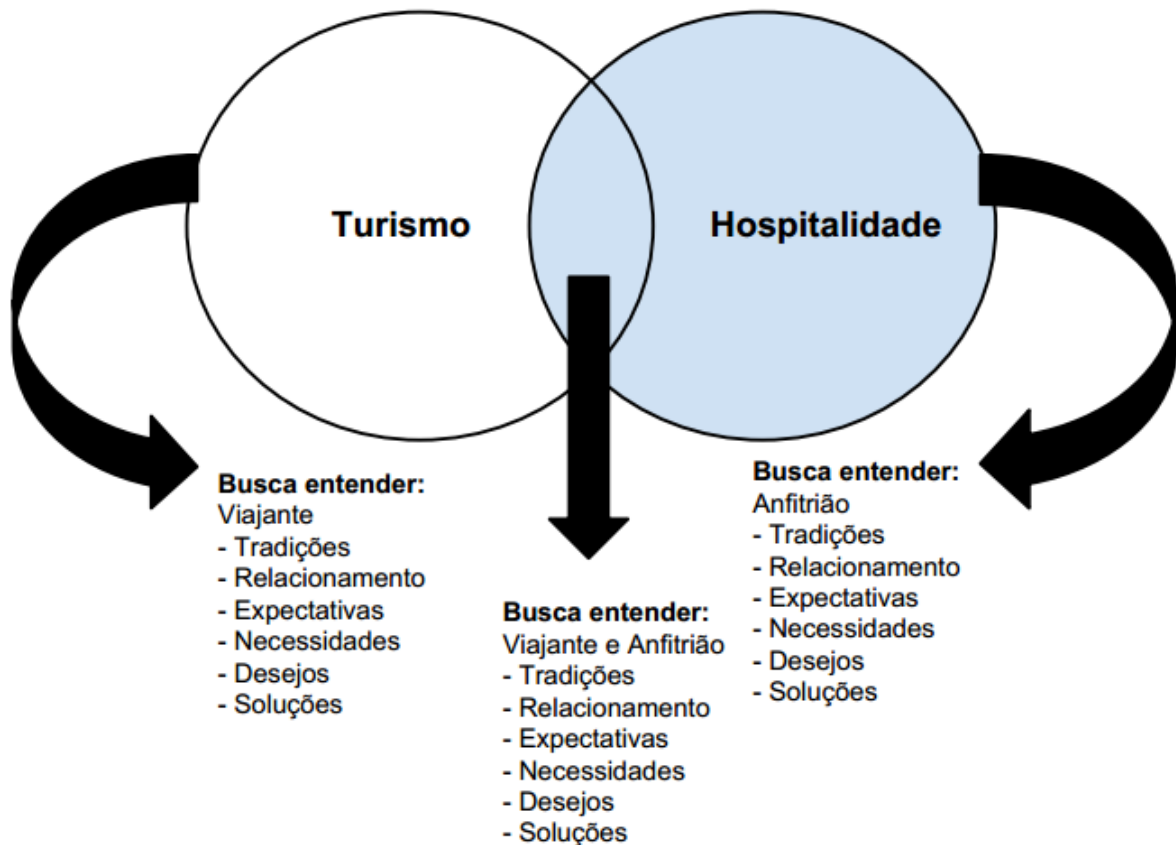 Turismo
Hospitalidade
Busca entender:
Viajante
- Tradições
- Relacionamento
- Expectativas
- Necessidades
- Desejos
- Soluções
Busca entender:
Viajante e Anfitrião
- Tradições
- Relacionamento
- Expectativas
- Necessidades
- Desejos
- Soluções
Busca entender:
Anfitrião
- Tradições
- Relacionamento
- Expectativas
- Necessidades
- Desejos
- Soluções